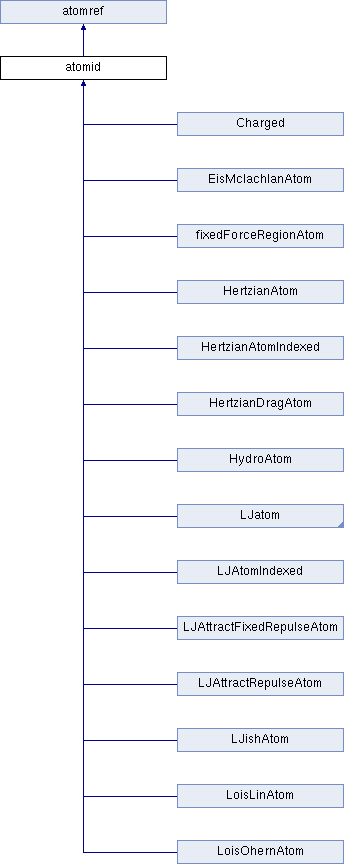 atomref
atomid
Charged
EisMclachlanAtom
fixedForceRegionAtom
HertzianAtom
HertzianAtomIndexed
HertzianDragAtom
HydroAtom
LJatom
LJAtomIndexed
LJAttractFixedRepulseAtom
LJAttractRepulseAtom
LJishAtom
LoisLinAtom
LoisOhernAtom